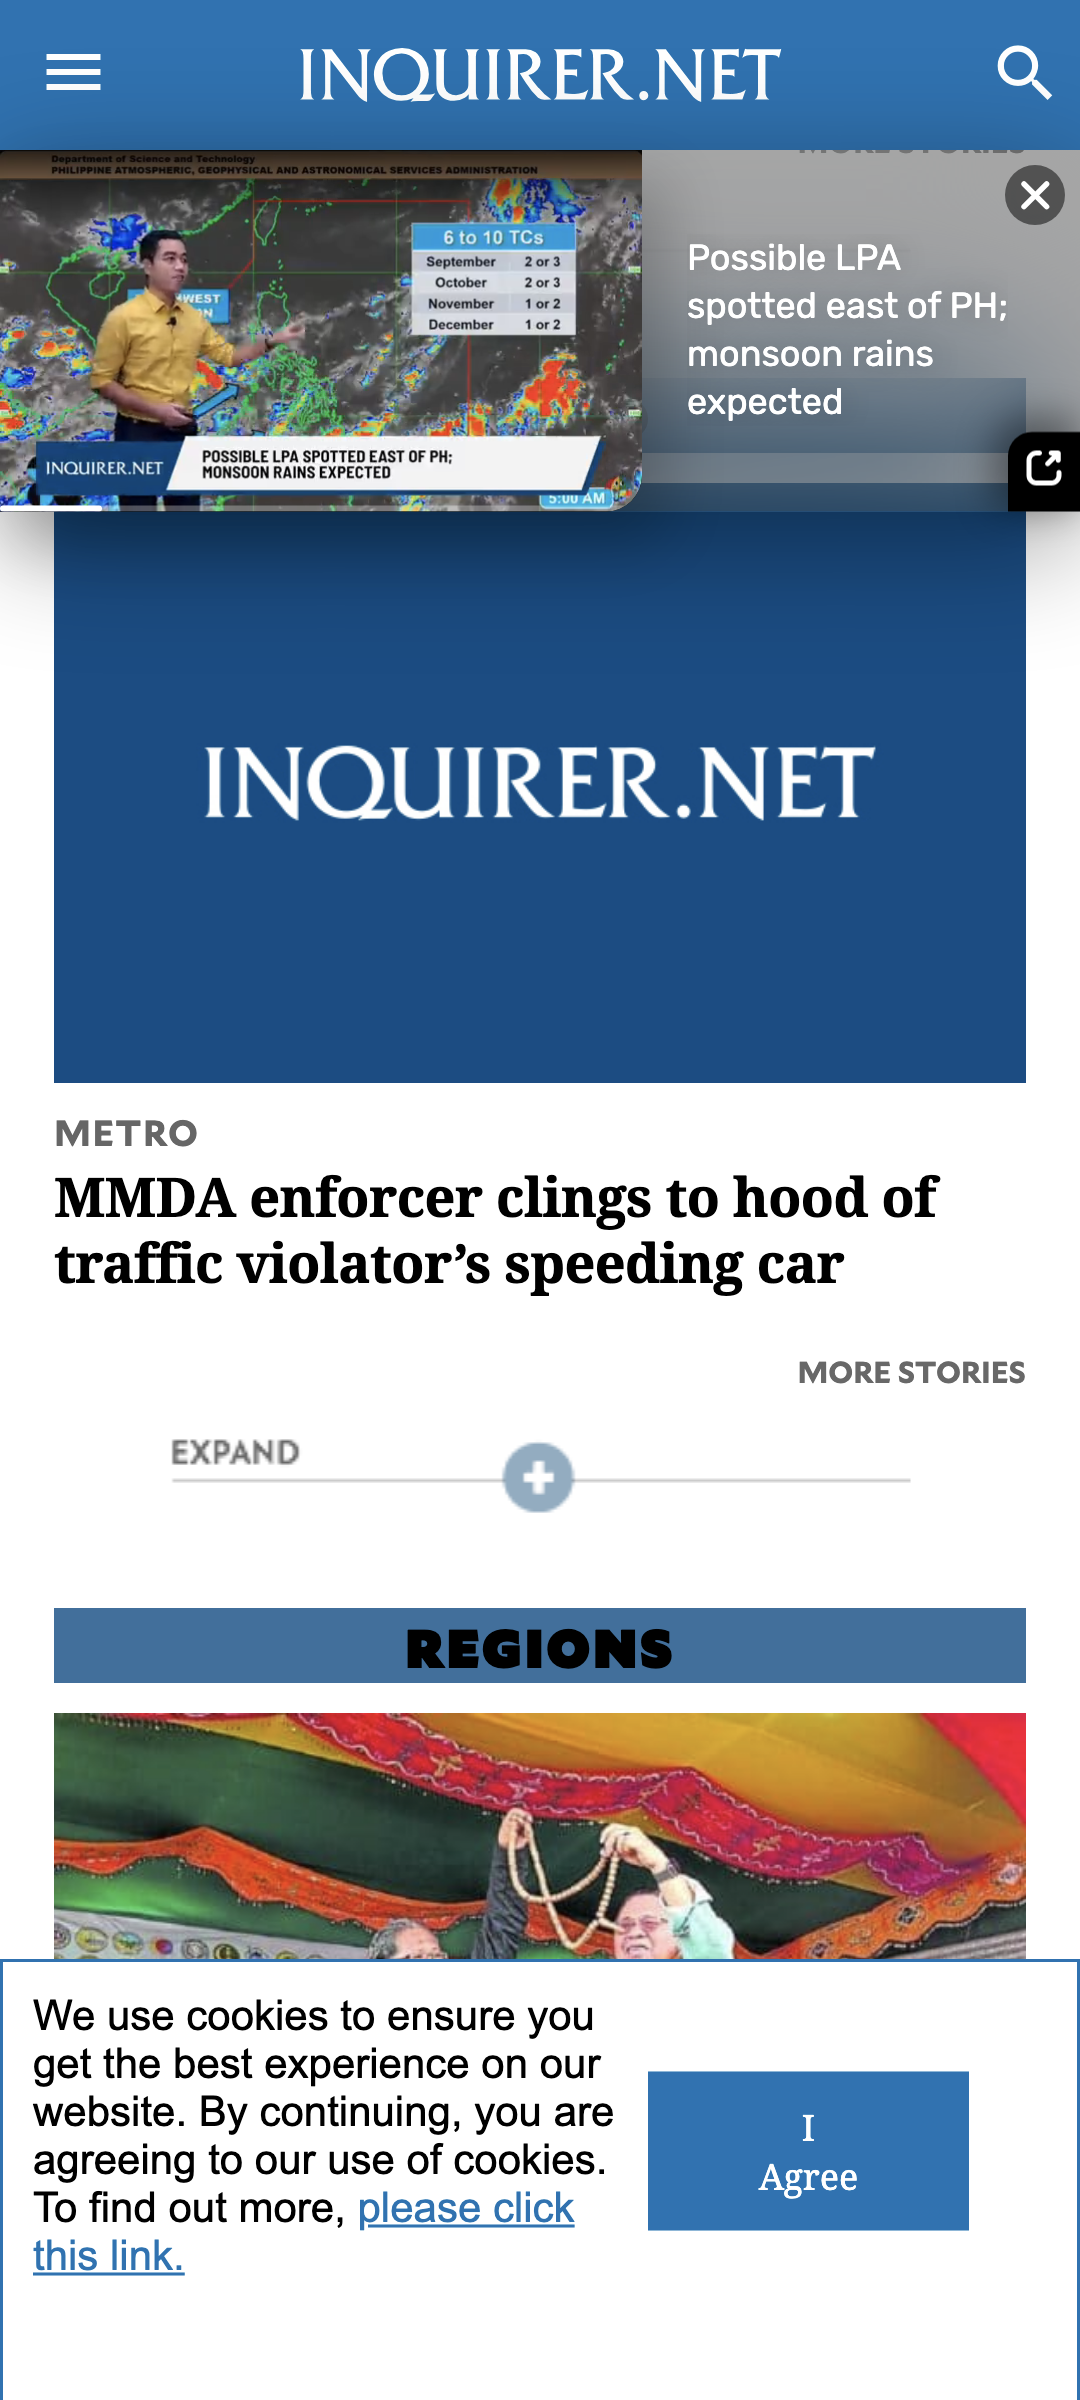 INQUIRER.NET
Department of Science and Technology
PHILIPPINE ATMOSPHERIC, GEOPHYSICAL AND ASTRONOMICAL SERVICES ADMINISTRATION
6 to 10 TCs
September 2 or 3
October 2 or 3
November 1 or 2
December 1 or 2
INQUIRER.NET
POSSIBLE LPA SPOTTED EAST OF PH;
MONSOON RAINS EXPECTED
5:00 AM
MORE STORIES
Possible LPA
spotted east of PH;
monsoon rains
expected
INQUIRER.NET
METRO
MMDA enforcer clings to hood of
traffic violator’s speeding car
MORE STORIES
EXPAND
REGIONS
We use cookies to ensure you
get the best experience on our
website. By continuing, you are
agreeing to our use of cookies.
To find out more, please click
this link.
I
Agree